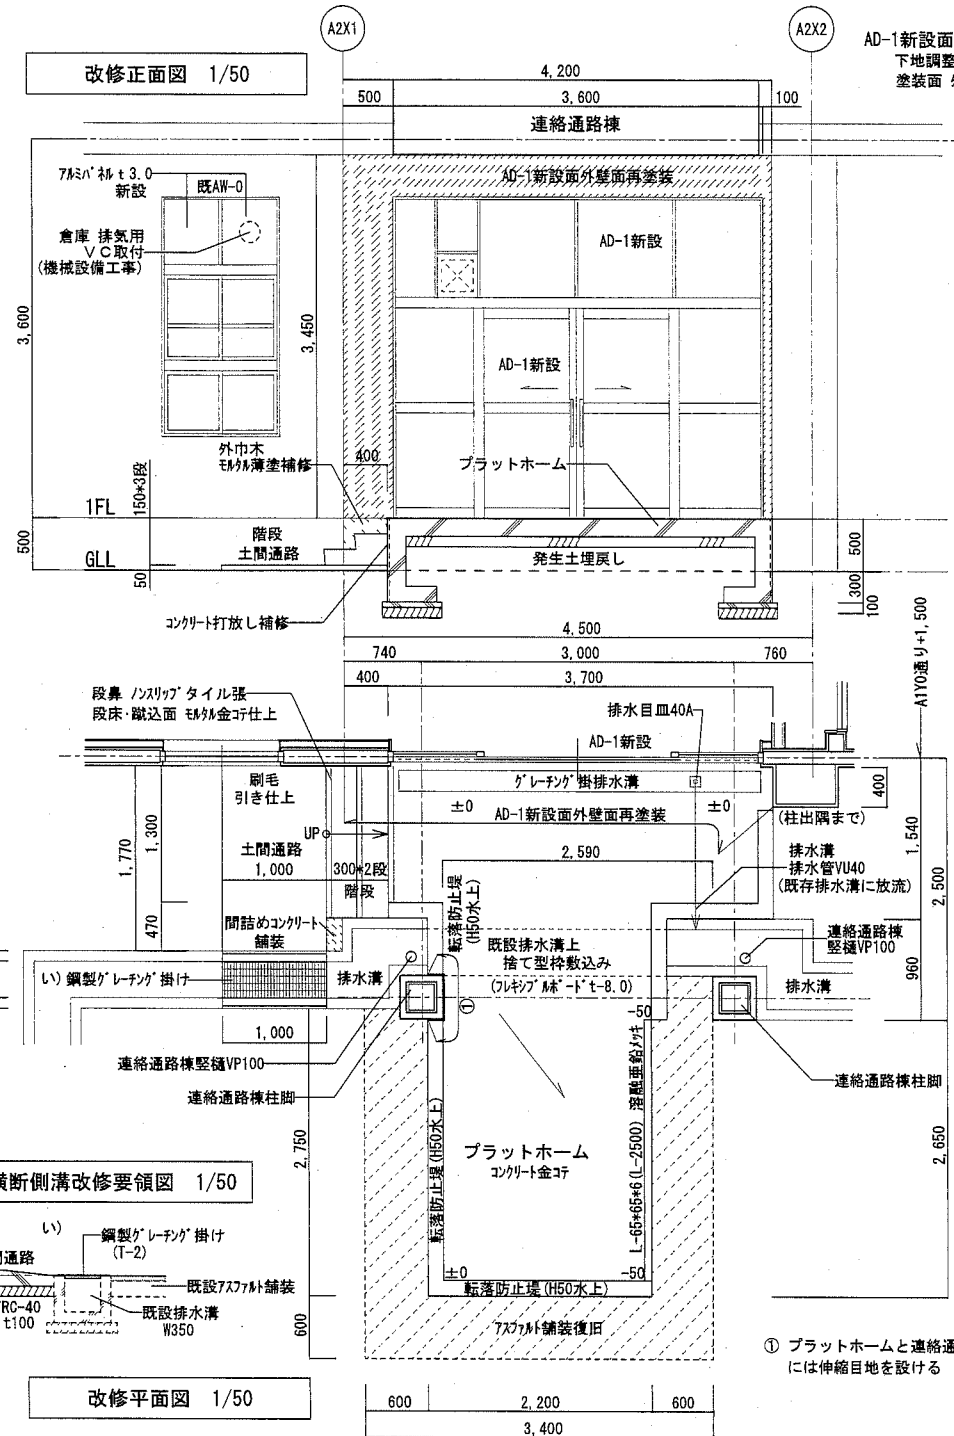 A2X1
A2X2
改修正面図 1/50
AD-1新設面
下地調整
塗装面
4,200
500
3,600
100
連絡通路棟
アルミパネル t 3.0
新設
既AW-0
AD-1新設面外壁面再塗装
倉庫 排気用
VC取付
(機械設備工事)
AD-1新設
3,600
3,450
AD-1新設
外巾木
モルタル薄塗補修
400
プラットホーム
150*3段
1FL
500
階段
土間通路
発生土埋戻し
500
GLL
50
300
100
コンクリート打放し補修
4,500
740
3,000
760
400
3,700
A1Y0通り+1,500
段鼻 ノンスリップタイル張
段床・蹴込面 モルタル金コテ仕上
排水目皿40A
AD-1新設
刷毛
引き仕上
グレーチング掛排水溝
400
±0
±0
AD-1新設面外壁面再塗装
(柱出隅まで)
1,770
1,300
UP
土間通路
1,000
300*2段
階段
2,590
排水溝
排水管VU40
(既存排水溝に放流)
1,540
2,500
470
間詰めコンクリート
舗装
転落防止堤
(H50水上)
既設排水溝上
捨て型枠敷込み
(フレキシブルボードt-8.0)
連絡通路棟
竪樋VP100
960
い) 鋼製グレーチング掛け
排水溝
①
排水溝
-50
1,000
連絡通路棟竪樋VP100
連絡通路棟柱脚
連絡通路棟柱脚
2,750
転落防止堤(H50水上)
プラットホーム
コンクリート金コテ
L-65*65*6(L-2500) 溶融亜鉛メッキ
2,650
横断側溝改修要領図 1/50
い)
鋼製グレーチング掛け
(T-2)
通路
±0
-50
転落防止堤(H50水上)
既設アスファルト舗装
RC-40
t100
既設排水溝
W350
600
アスファルト舗装復旧
① プラットホームと連絡通
には伸縮目地を設ける
改修平面図 1/50
600
2,200
600
3,400